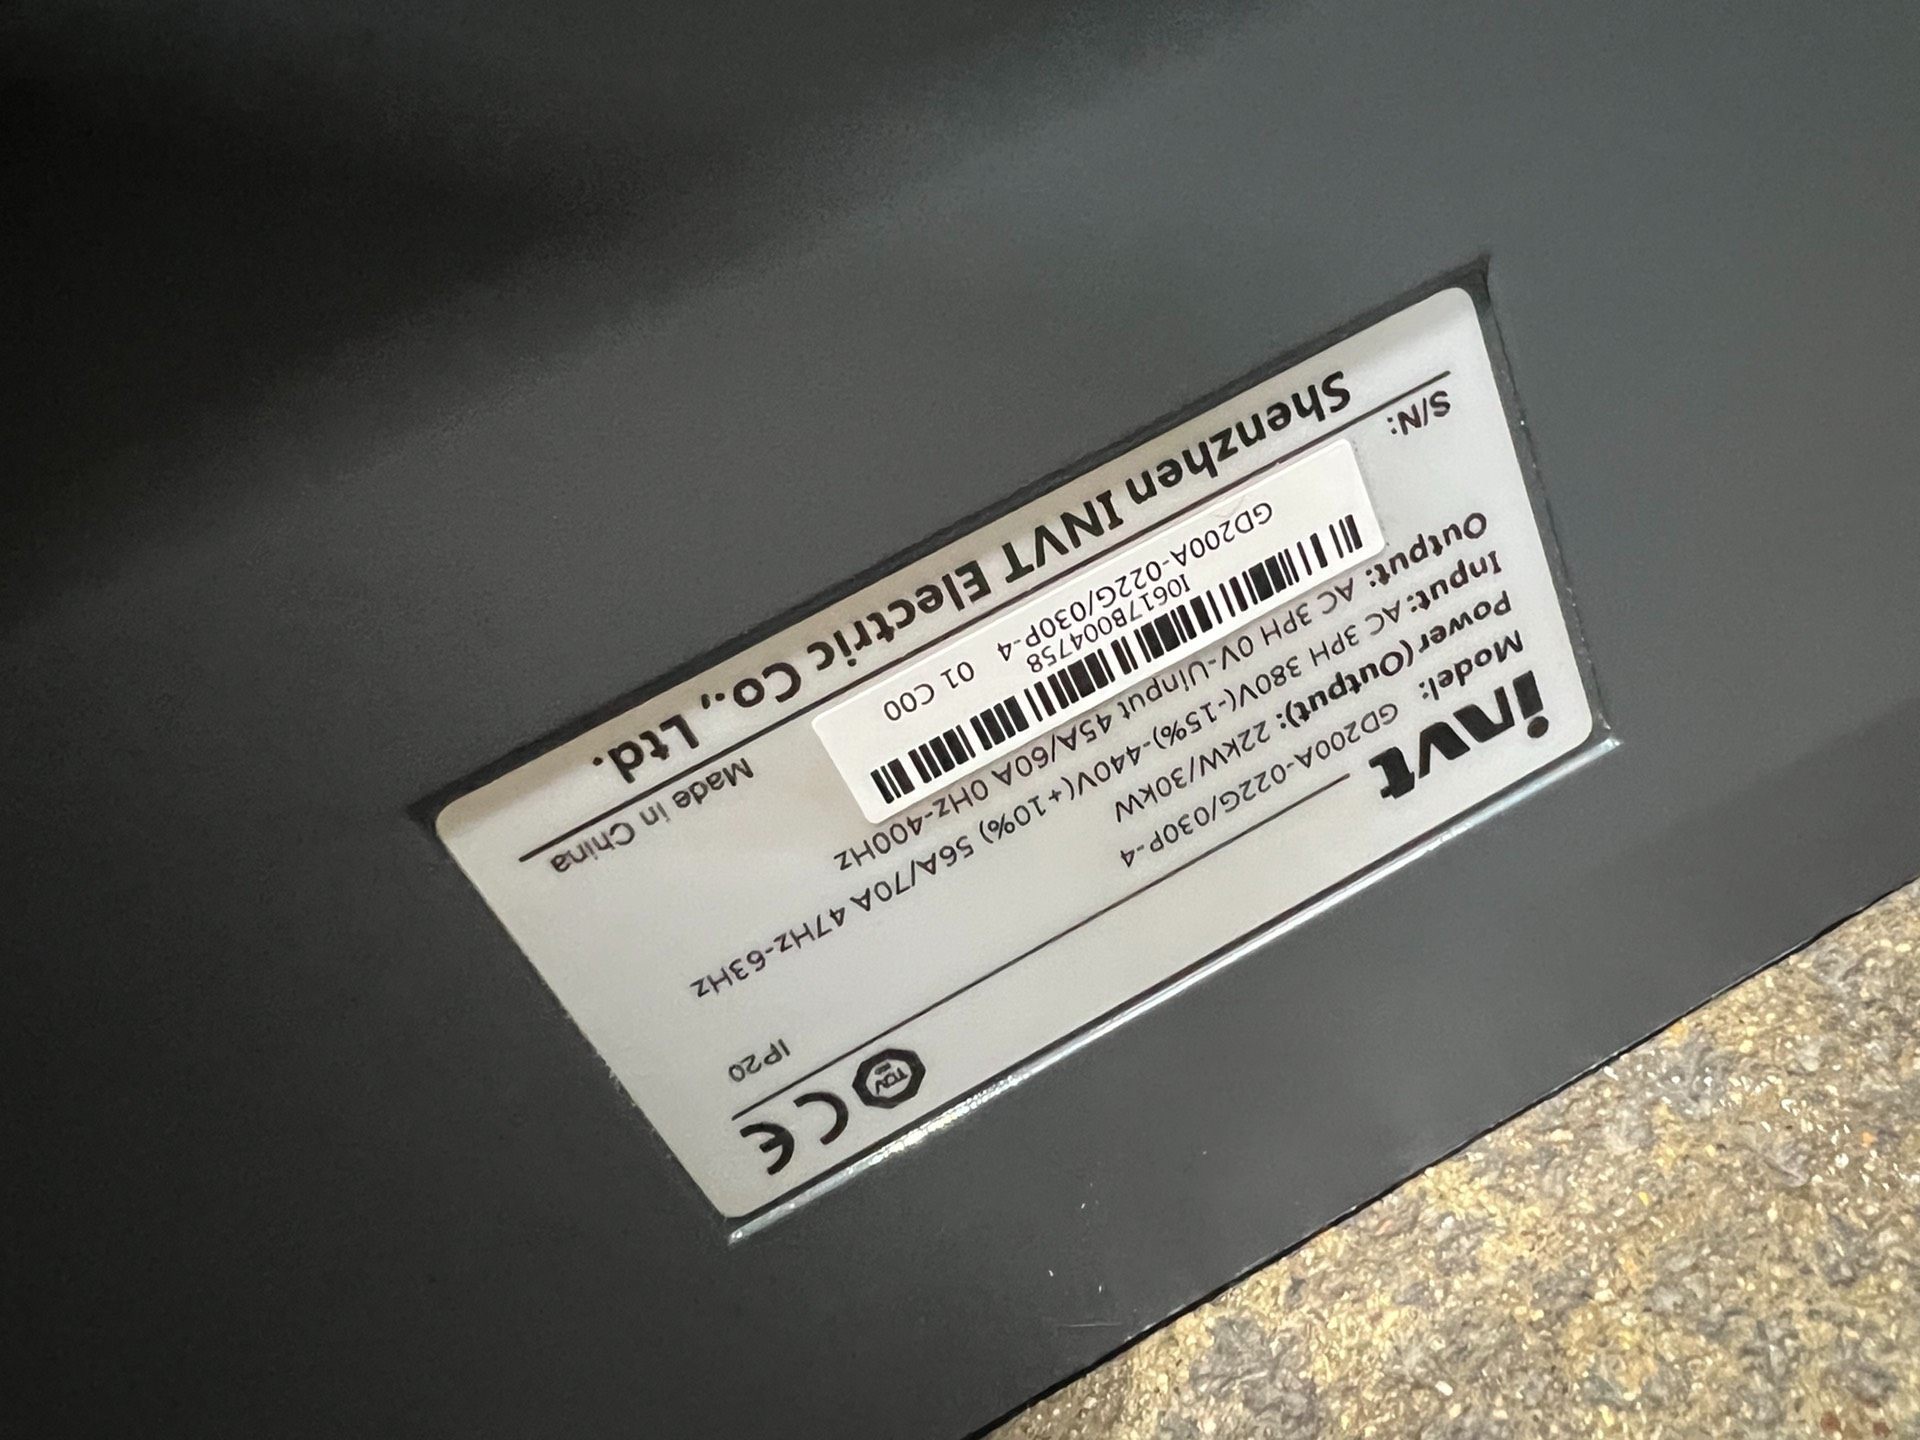 invt
TÜV
CE
Model: GD200A-022G/030P-4
IP20
Power(Output): 22kW/30kW
Input: AC 3PH 380V(-15%)-440V(+10%) 56A/70A 47Hz-63Hz
Output: AC 3PH 0V-Uinput 45A/60A 0Hz-400Hz
I0617B004758
GD200A-022G/030P-4 01 C00
S/N:
Made in China
Shenzhen INVT Electric Co., Ltd.